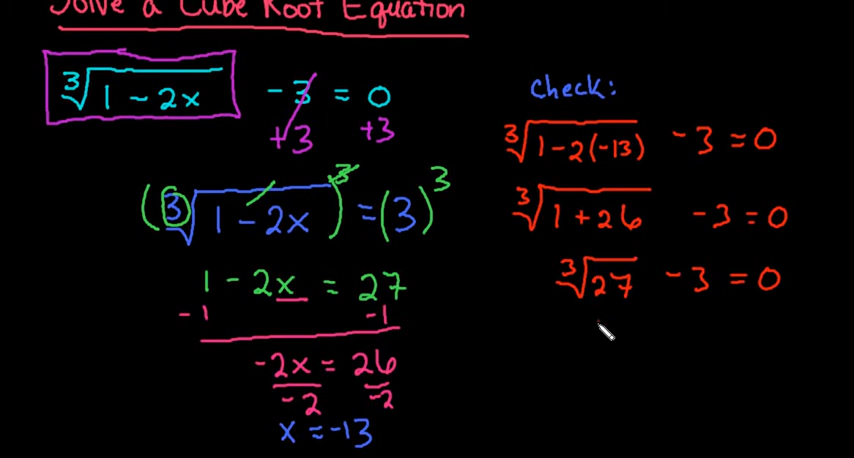 Solve a Cube Root Equation
∛(1 - 2x) - 3 = 0
+3 +3
(∛(1 - 2x))³ = (3)³
1 - 2x = 27
-1 -1
-2x = 26
-2 -2
x = -13
Check:
∛(1 - 2(-13)) - 3 = 0
∛(1 + 26) - 3 = 0
∛27 - 3 = 0